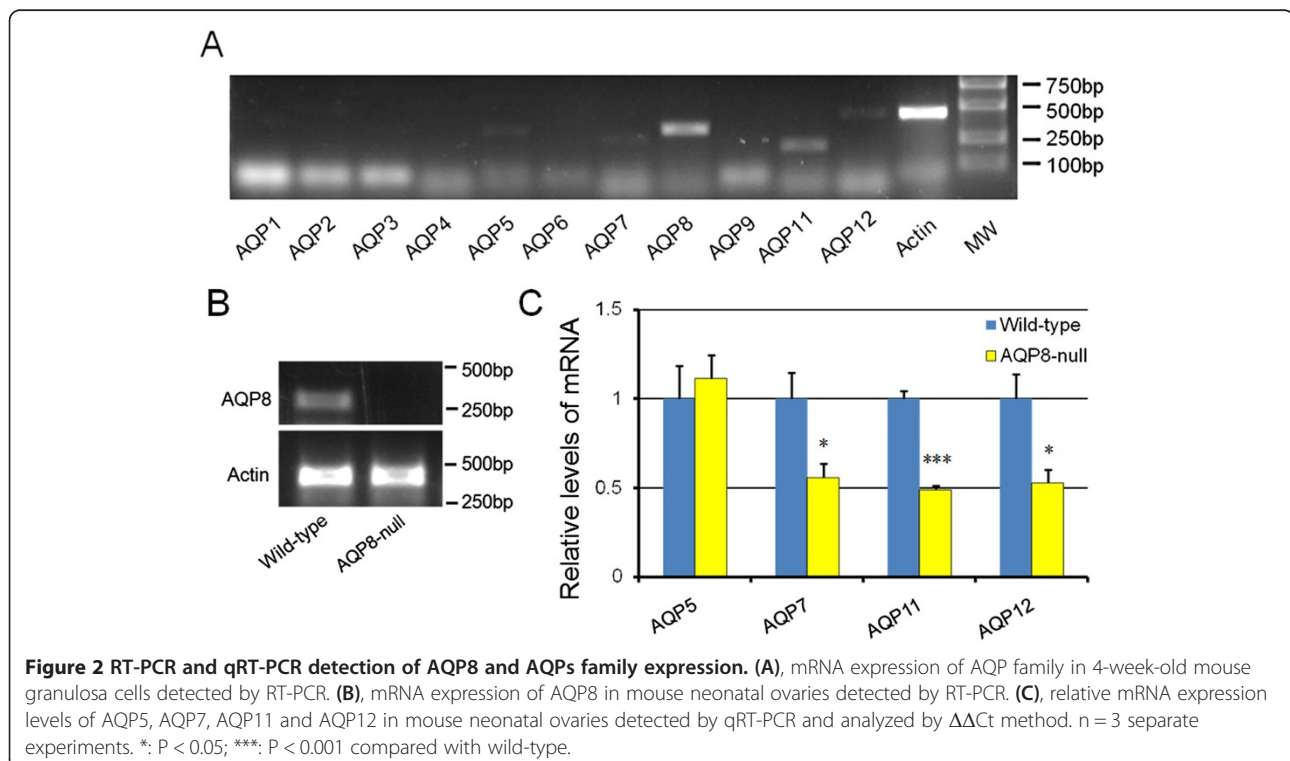 A
750bp
500bp
250bp
100bp
AQP1 AQP2 AQP3 AQP4 AQP5 AQP6 AQP7 AQP8 AQP9 AQP11 AQP12 Actin MW
B
AQP8
500bp
250bp
Actin
500bp
250bp
Wild-type AQP8-null
C
Relative levels of mRNA
1.5
1
0.5
0
Wild-type
AQP8-null
*
***
*
AQP5 AQP7 AQP11 AQP12
Figure 2 RT-PCR and qRT-PCR detection of AQP8 and AQPs family expression. (A), mRNA expression of AQP family in 4-week-old mouse
granulosa cells detected by RT-PCR. (B), mRNA expression of AQP8 in mouse neonatal ovaries detected by RT-PCR. (C), relative mRNA expression
levels of AQP5, AQP7, AQP11 and AQP12 in mouse neonatal ovaries detected by qRT-PCR and analyzed by ΔΔCt method. n = 3 separate
experiments. *: P < 0.05; ***: P < 0.001 compared with wild-type.